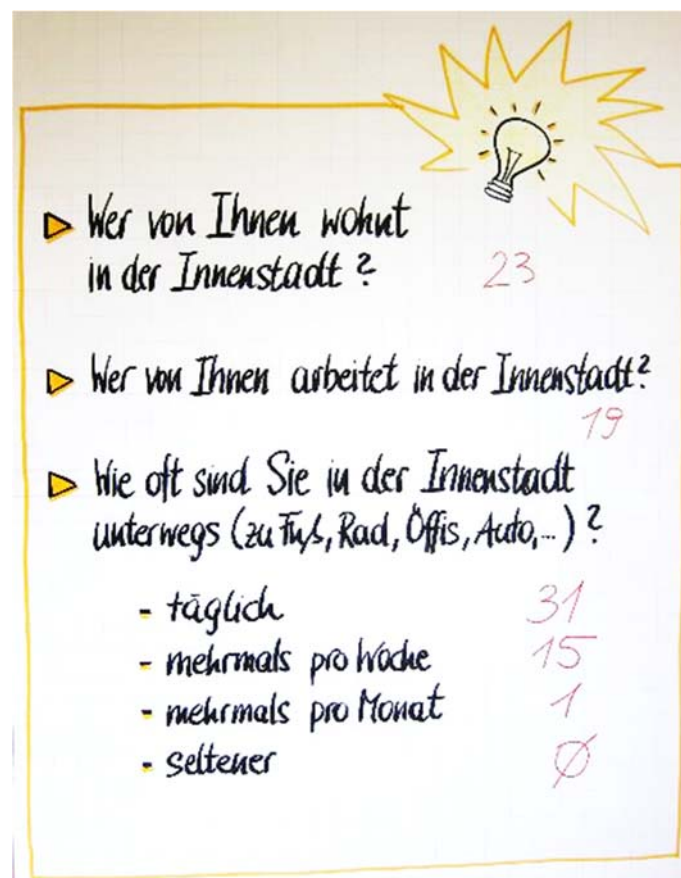 ▷ Wer von Ihnen wohnt
in der Innenstadt? 23
▷ Wer von Ihnen arbeitet in der Innenstadt?
19
▷ Wie oft sind Sie in der Innenstadt
unterwegs (zu Fuß, Rad, Öffis, Auto,...)?
- täglich 31
- mehrmals pro Woche 15
- mehrmals pro Monat 1
- seltener Ø